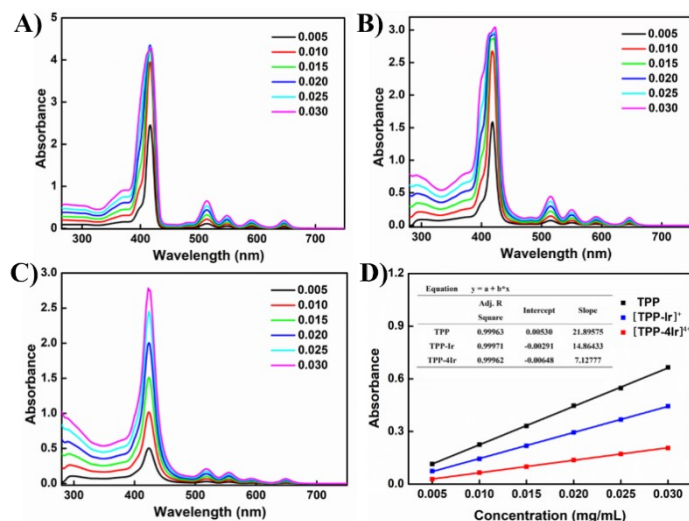 A)
5
4
3
2
1
0
300 400 500 600 700
Absorbance
Wavelength (nm)
0.005
0.010
0.015
0.020
0.025
0.030
B)
3.0
2.5
2.0
1.5
1.0
0.5
0.0
300 400 500 600 700
Absorbance
Wavelength (nm)
0.005
0.010
0.015
0.020
0.025
0.030
C)
3.0
2.5
2.0
1.5
1.0
0.5
0.0
300 400 500 600 700
Absorbance
Wavelength (nm)
0.005
0.010
0.015
0.020
0.025
0.030
D)
1.2
0.9
0.6
0.3
0.0
0.005 0.010 0.015 0.020 0.025 0.030
Absorbance
Concentration (mg/mL)
Equation y = a + b*x
Adj. R Square Intercept Slope
TPP 0.99963 0.00530 21.89575
TPP-Ir 0.99971 -0.00291 14.86433
TPP-4Ir 0.99962 -0.00648 7.12777
TPP
[TPP-Ir]⁺
[TPP-4Ir]⁴⁺